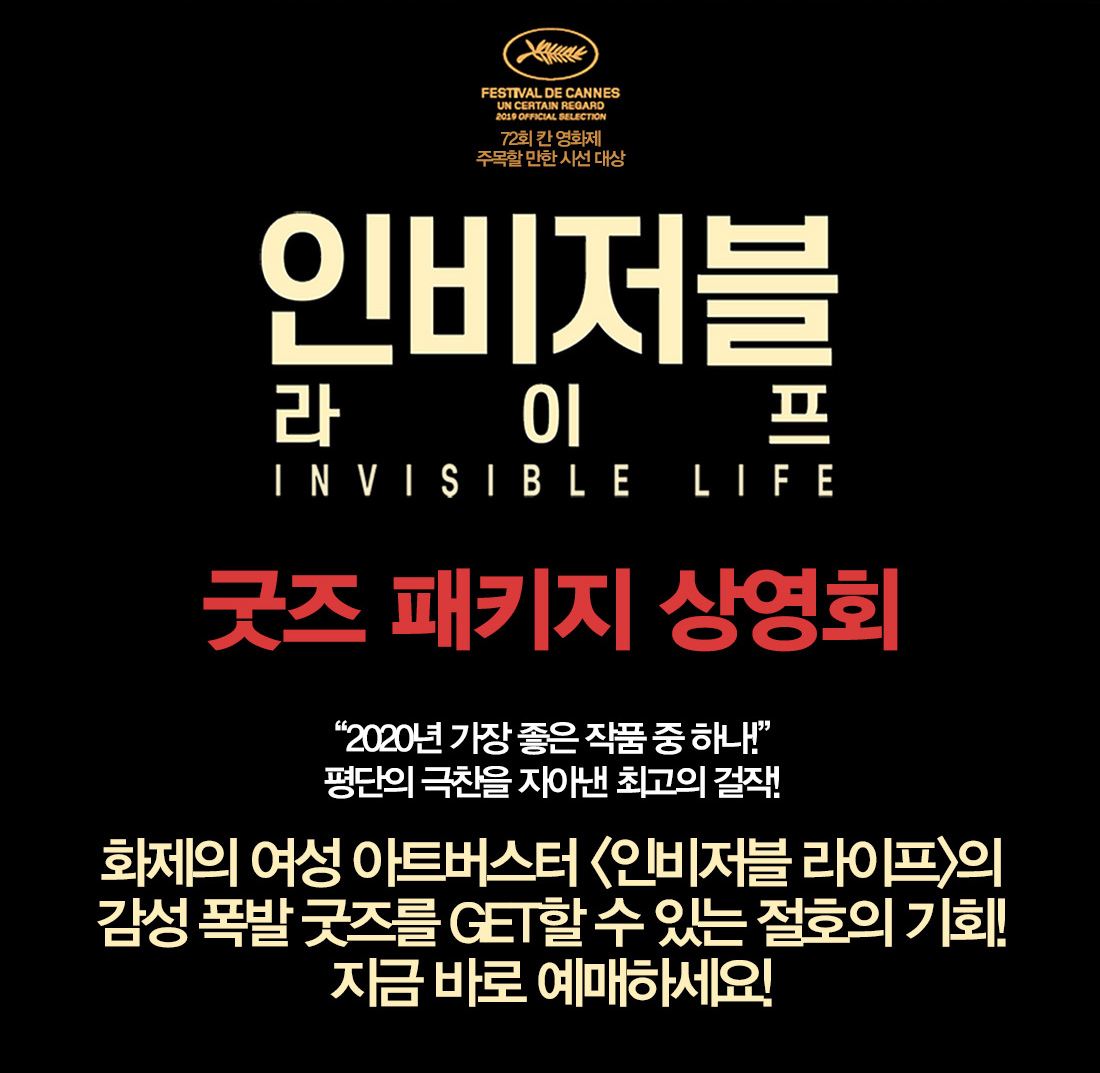 FESTIVAL DE CANNES
UN CERTAIN REGARD
2019 OFFICIAL SELECTION
72회 칸 영화제
주목할 만한 시선 대상
인비저블
라이프
INVISIBLE LIFE
굿즈 패키지 상영회
“2020년 가장 좋은 작품 중 하나!”
평단의 극찬을 자아낸 최고의 걸작!
화제의 여성 아트버스터 <인비저블 라이프>의
감성 폭발 굿즈를 GET할 수 있는 절호의 기회!
지금 바로 예매하세요!